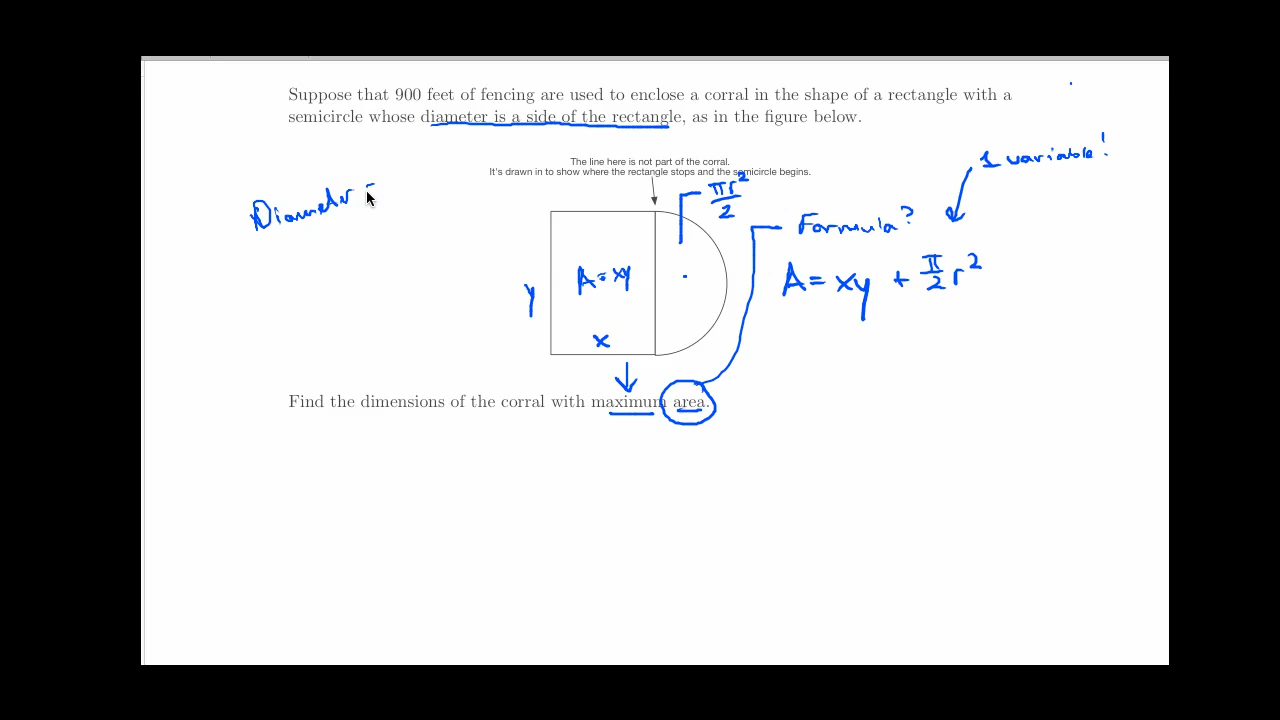 Suppose that 900 feet of fencing are used to enclose a corral in the shape of a rectangle with a
semicircle whose diameter is a side of the rectangle, as in the figure below.
The line here is not part of the corral.
It's drawn in to show where the rectangle stops and the semicircle begins.
1 variable!
Diameter =
πr²/2
Formula?
A = xy
A = xy + π/2 r²
y
x
Find the dimensions of the corral with maximum area.